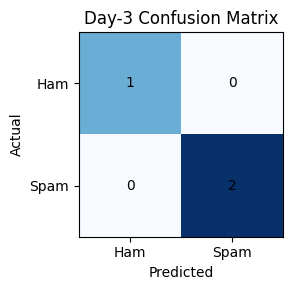 Day-3 Confusion Matrix
Actual
Ham 1 0
Spam 0 2
Ham Spam
Predicted